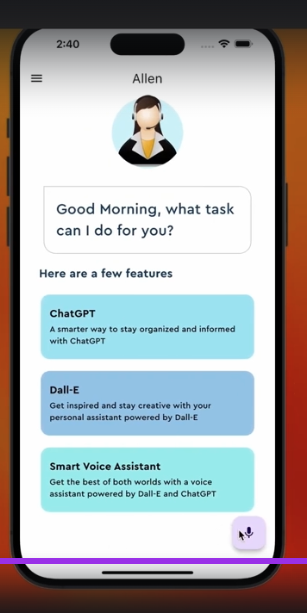 2:40
Allen
Good Morning, what task
can I do for you?
Here are a few features
ChatGPT
A smarter way to stay organized and informed
with ChatGPT
Dall-E
Get inspired and stay creative with your
personal assistant powered by Dall-E
Smart Voice Assistant
Get the best of both worlds with a voice
assistant powered by Dall-E and ChatGPT